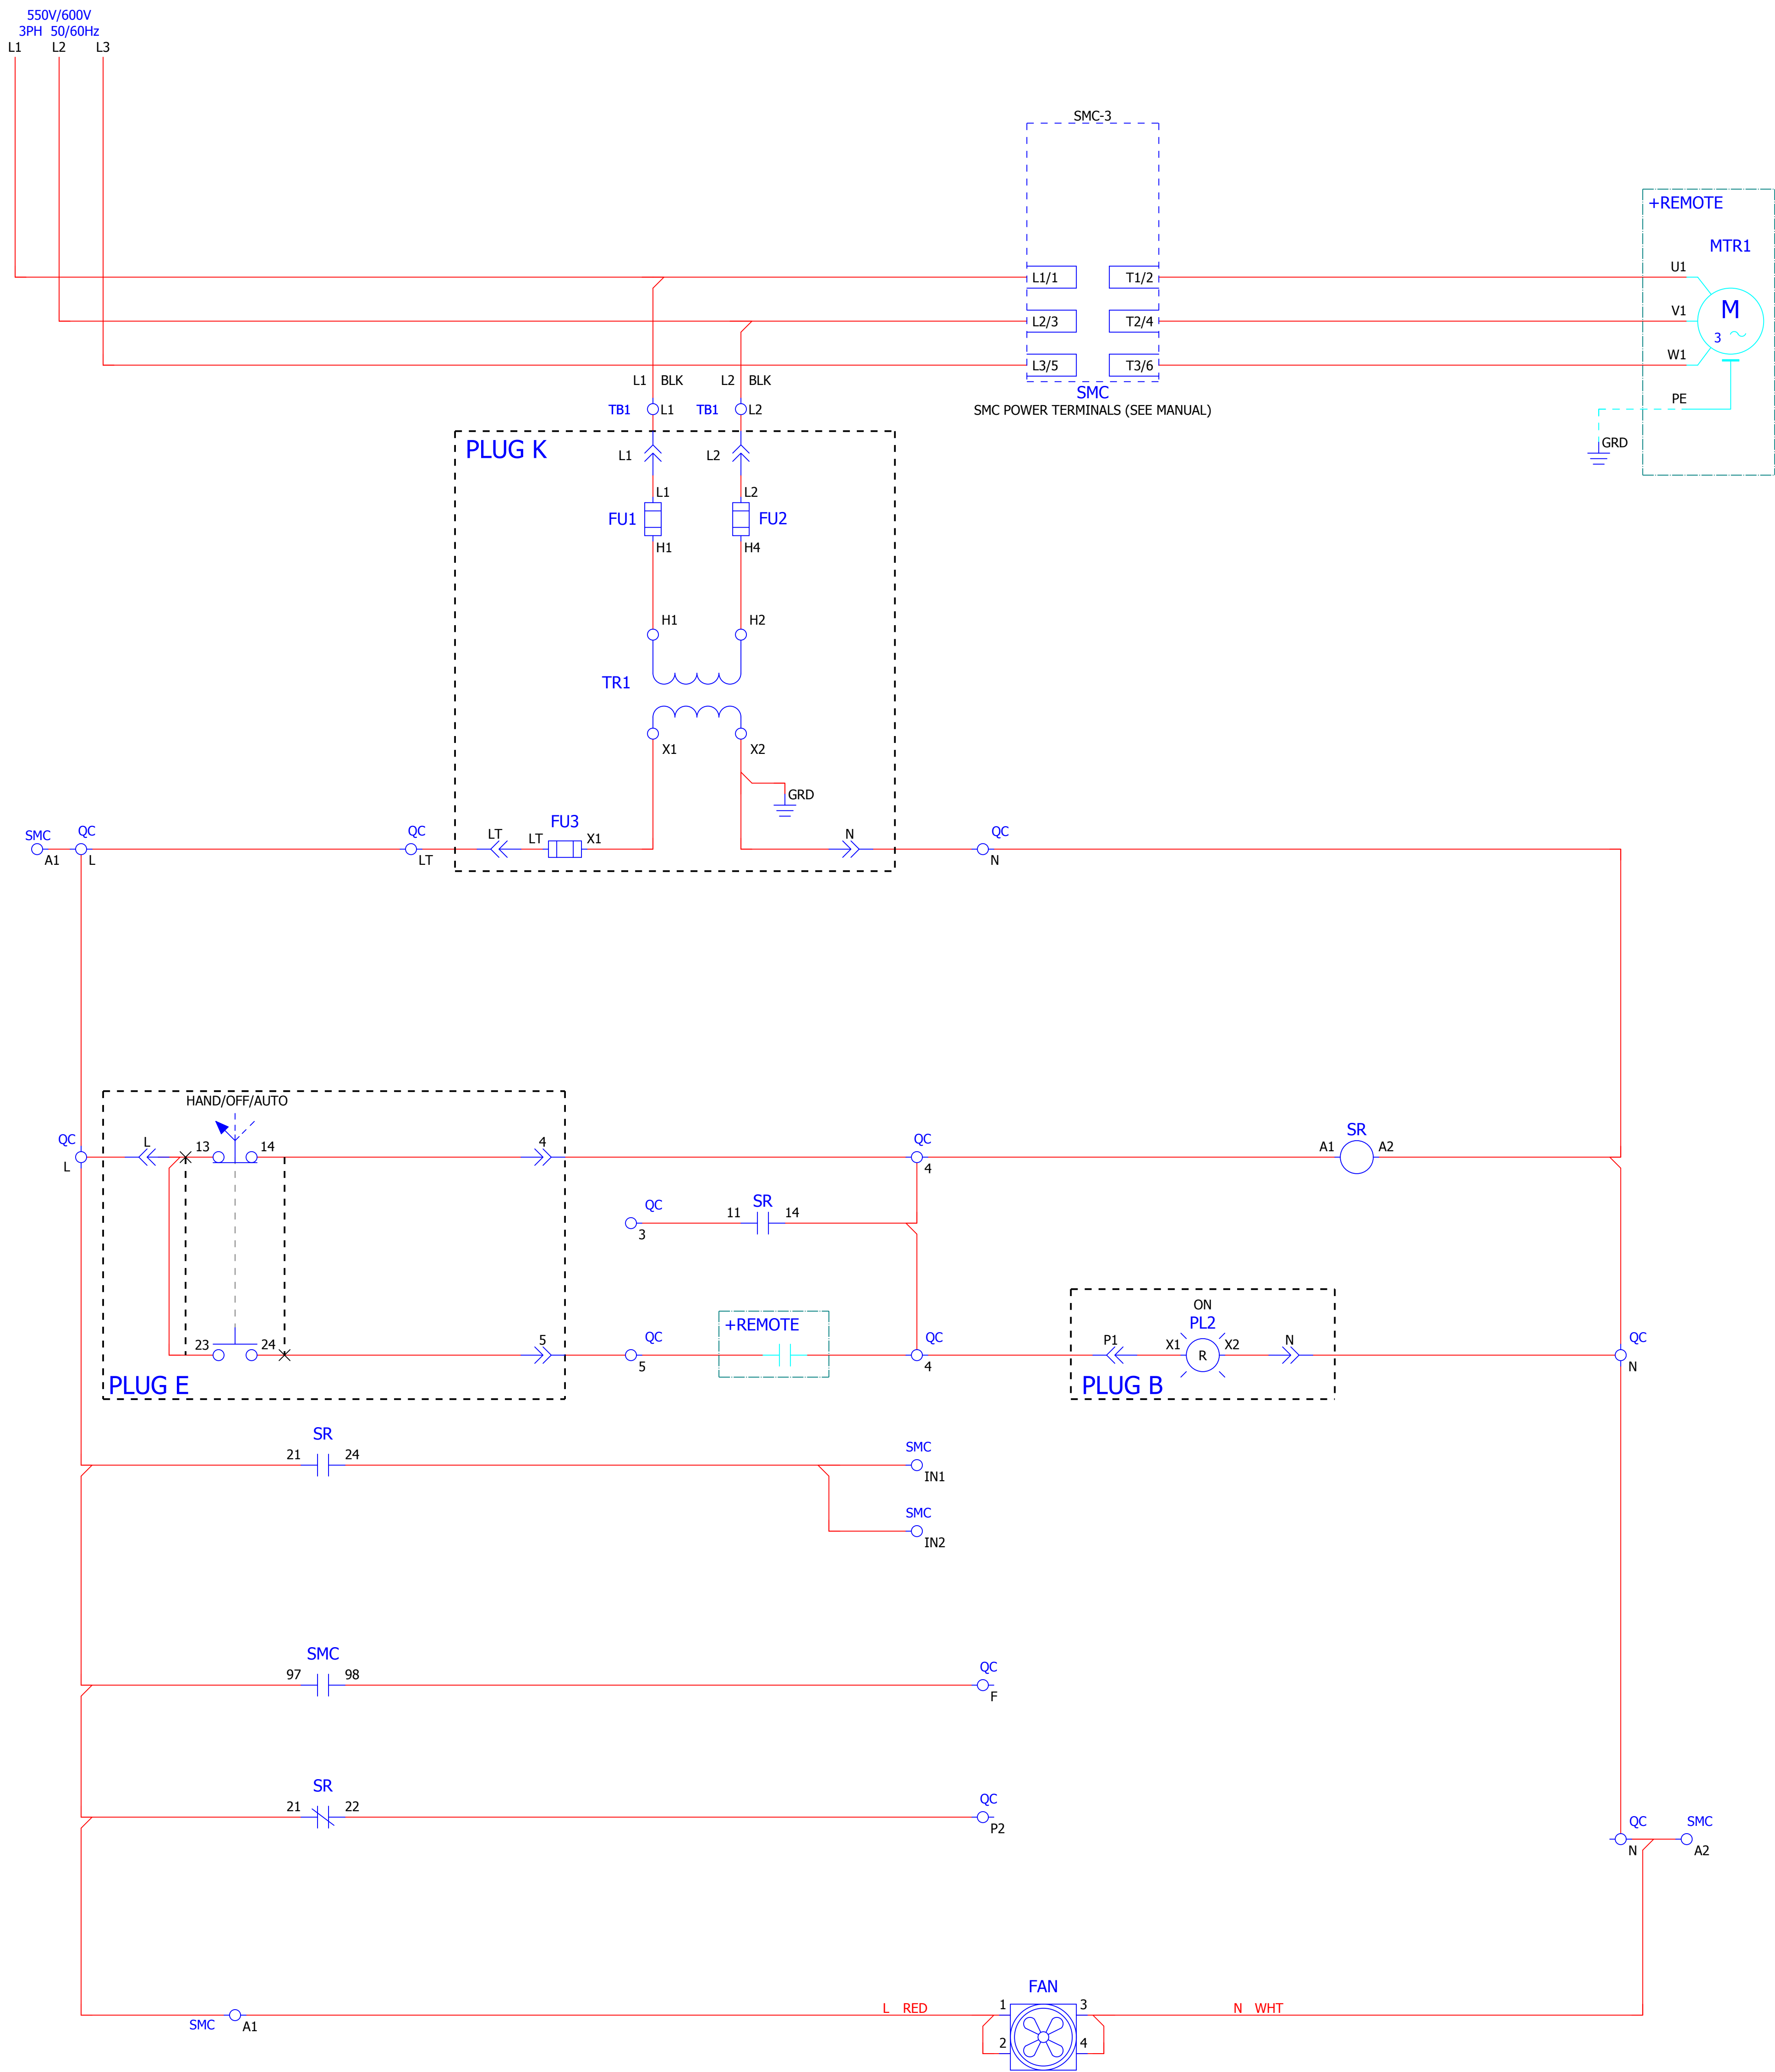 550V/600V
3PH 50/60Hz
L1 L2 L3
SMC-3
+REMOTE
MTR1
L1/1 T1/2 U1
L2/3 T2/4 V1
M
3
L3/5 T3/6 W1
L1 BLK L2 BLK
SMC
PE
TB1 L1 TB1 L2
SMC POWER TERMINALS (SEE MANUAL)
GRD
PLUG K
L1 L2
L1 L2
FU1 FU2
H1 H4
H1 H2
TR1
X1 X2
GRD
FU3
SMC QC QC LT LT X1 N QC
A1 L LT N
HAND/OFF/AUTO
QC L 13 14 4 QC SR
A1 A2
L 4
QC SR
11 14
3
+REMOTE
ON
PL2
23 24 5 QC QC P1 X1 R X2 N QC
5 4 N
PLUG E PLUG B
SR
21 24 SMC
IN1
SMC
IN2
SMC
97 98 QC
F
SR
21 22 QC
P2
QC SMC
N A2
FAN
L RED 1 3 N WHT
SMC A1
2 4